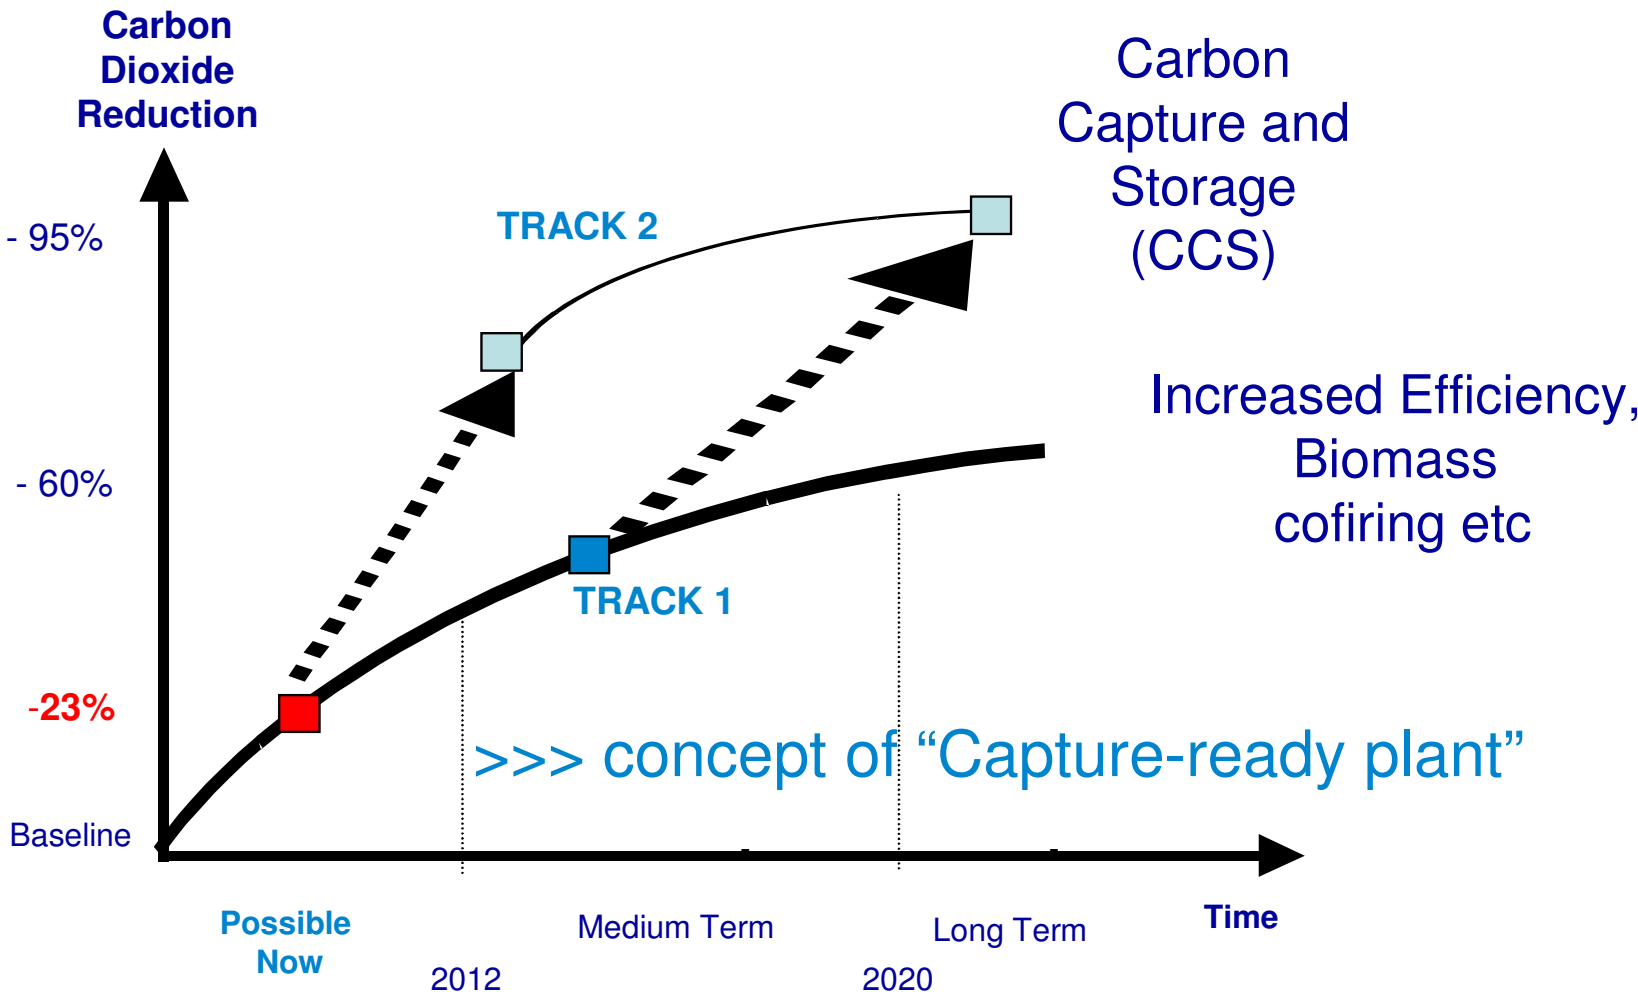 Carbon
Dioxide
Reduction
Carbon
Capture and
Storage
(CCS)
TRACK 2
- 95%
Increased Efficiency,
Biomass
cofiring etc
- 60%
TRACK 1
-23%
>>> concept of “Capture-ready plant”
Baseline
Possible
Now
Medium Term
Long Term
Time
2012
2020